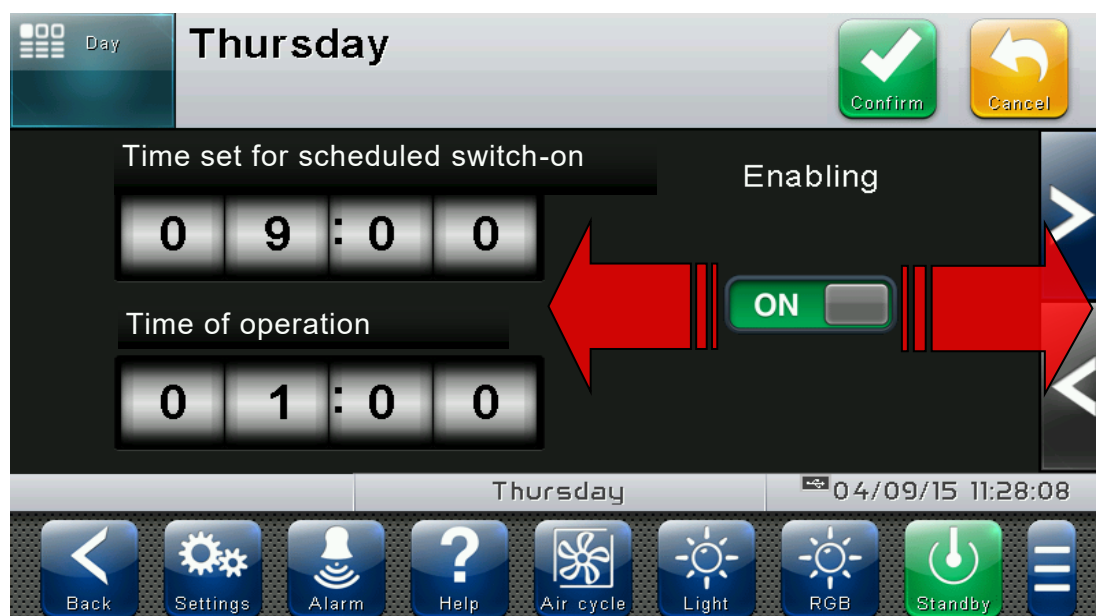 Day
Thursday
Confirm
Cancel
Time set for scheduled switch-on
Enabling
0 9 : 0 0
ON
Time of operation
0 1 : 0 0
Thursday
04/09/15 11:28:08
Back
Settings
Alarm
?
Help
Air cycle
Light
RGB
Standby